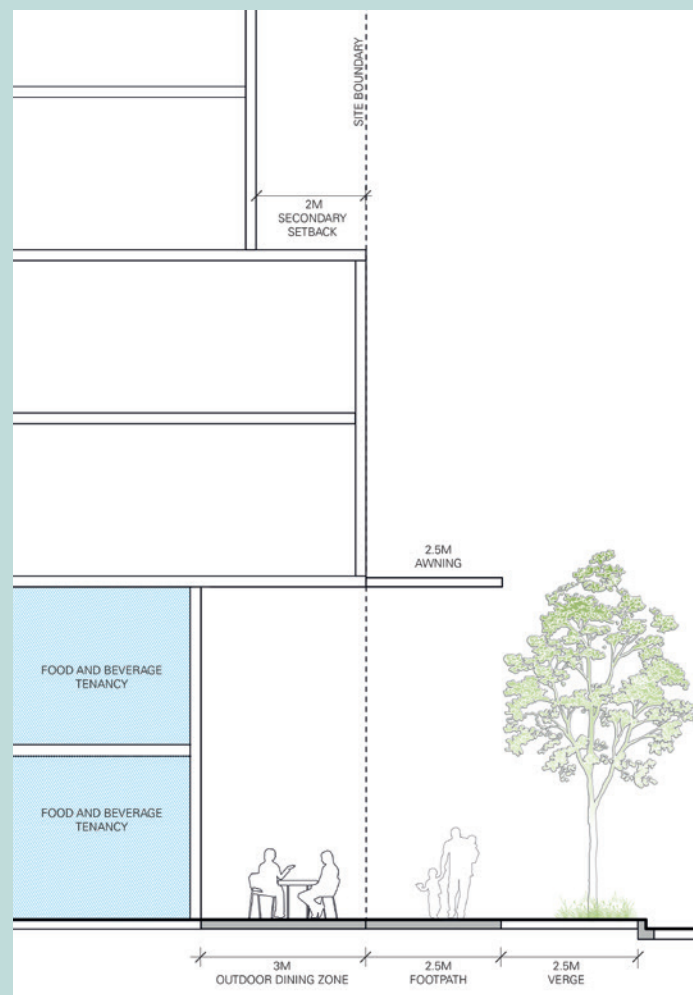 SITE BOUNDARY
2M
SECONDARY
SETBACK
2.5M
AWNING
FOOD AND BEVERAGE
TENANCY
FOOD AND BEVERAGE
TENANCY
3M
OUTDOOR DINING ZONE
2.5M
FOOTPATH
2.5M
VERGE